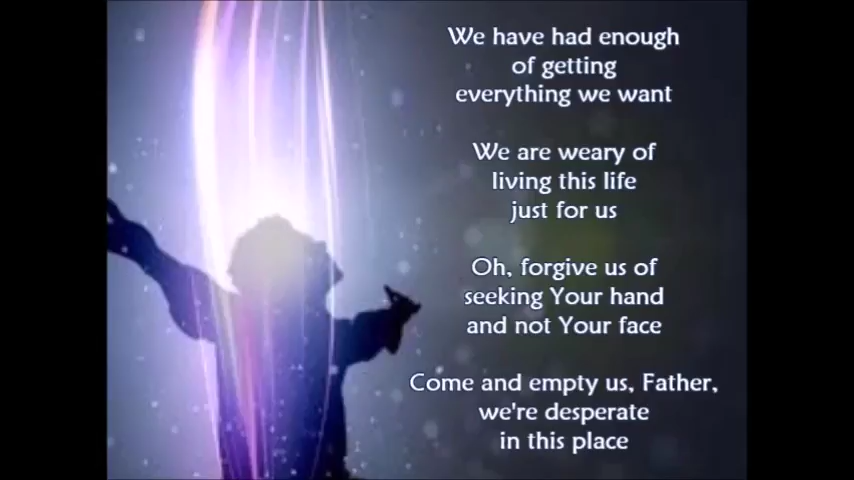 We have had enough
of getting
everything we want
We are weary of
living this life
just for us
Oh, forgive us of
seeking Your hand
and not Your face
Come and empty us, Father,
we're desperate
in this place